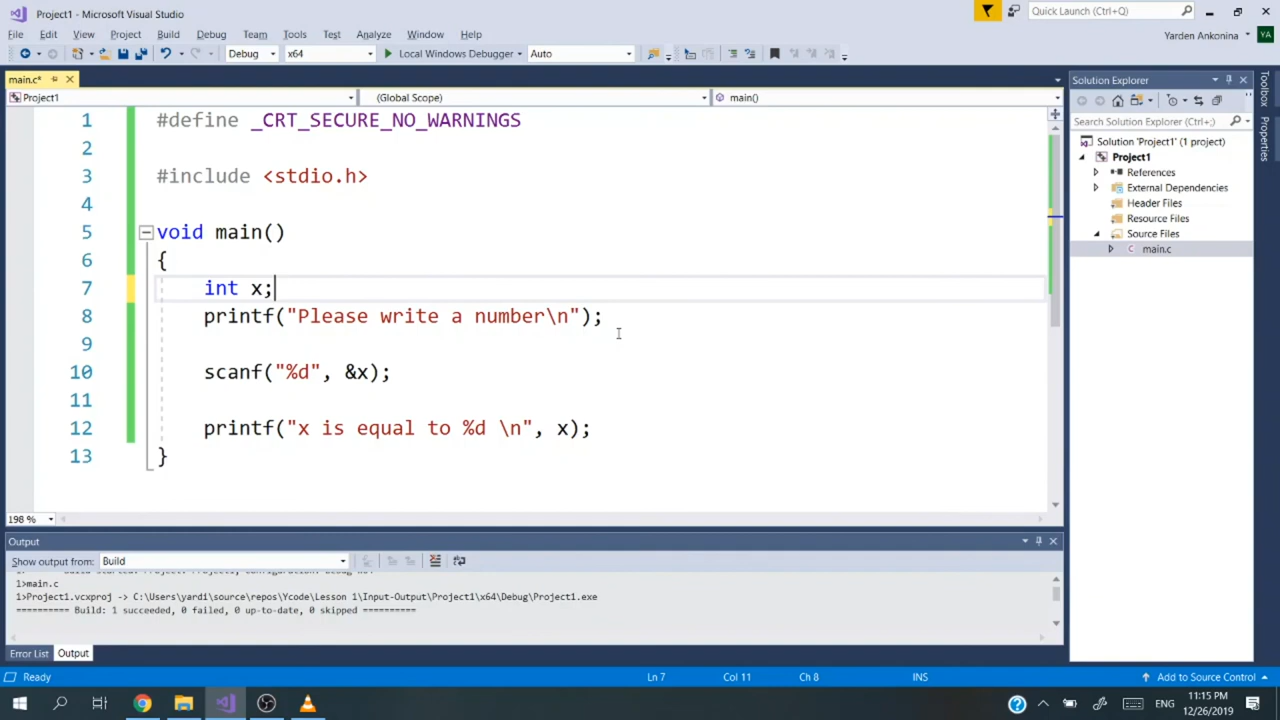 Project1 - Microsoft Visual Studio
Quick Launch (Ctrl+Q)
File Edit View Project Build Debug Team Tools Test Analyze Window Help
Yarden Ankonina YA
Debug x64 Local Windows Debugger Auto
main.c*
Project1 (Global Scope) main()
1 #define _CRT_SECURE_NO_WARNINGS
2
3 #include <stdio.h>
4
5 void main()
6 {
7 int x;
8 printf("Please write a number\n");
9
10 scanf("%d", &x);
11
12 printf("x is equal to %d \n", x);
13 }
198 %
Solution Explorer
Search Solution Explorer (Ctrl+;)
Solution 'Project1' (1 project)
Project1
References
External Dependencies
Header Files
Resource Files
Source Files
main.c
Toolbox
Properties
Output
Show output from: Build
1>main.c
1>Project1.vcxproj -> C:\Users\yardi\source\repos\Ycode\Lesson 1\Input-Output\Project1\x64\Debug\Project1.exe
========== Build: 1 succeeded, 0 failed, 0 up-to-date, 0 skipped ==========
Error List Output
Ready Ln 7 Col 11 Ch 8 INS Add to Source Control
ENG
11:15 PM
12/26/2019